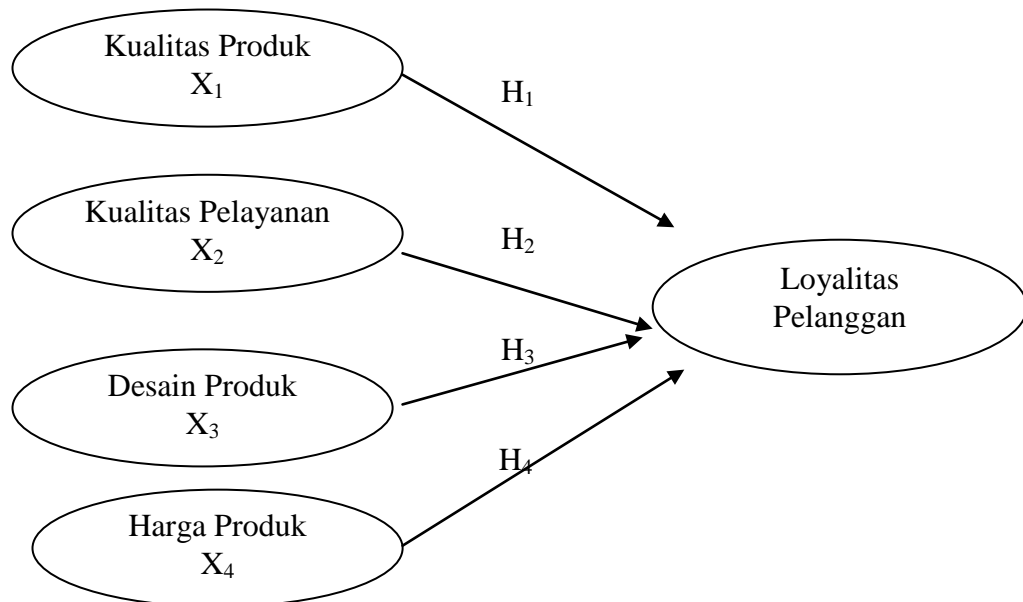 Kualitas Produk
X₁
H₁
Kualitas Pelayanan
X₂
H₂
Loyalitas
Pelanggan
H₃
Desain Produk
X₃
H₄
Harga Produk
X₄